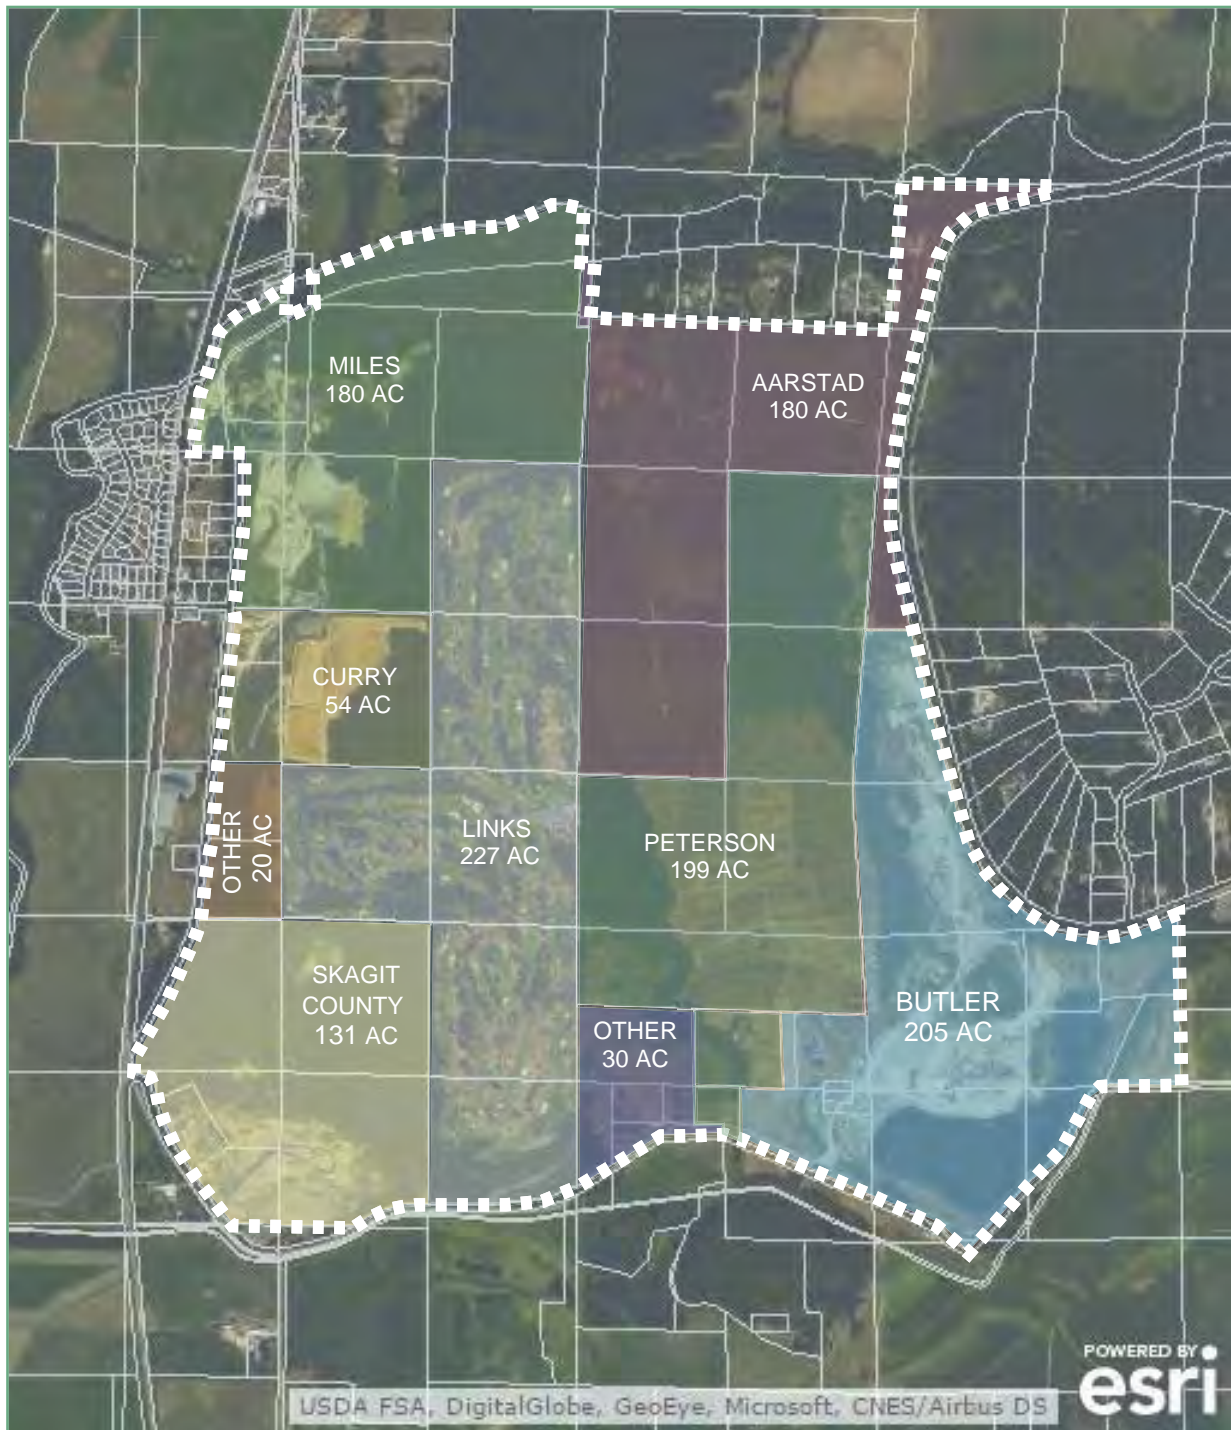 MILES
180 AC
AARSTAD
180 AC
CURRY
54 AC
OTHER
20 AC
LINKS
227 AC
PETERSON
199 AC
SKAGIT
COUNTY
131 AC
OTHER
30 AC
BUTLER
205 AC
POWERED BY
esri
USDA FSA, DigitalGlobe, GeoEye, Microsoft, CNES/Airbus DS